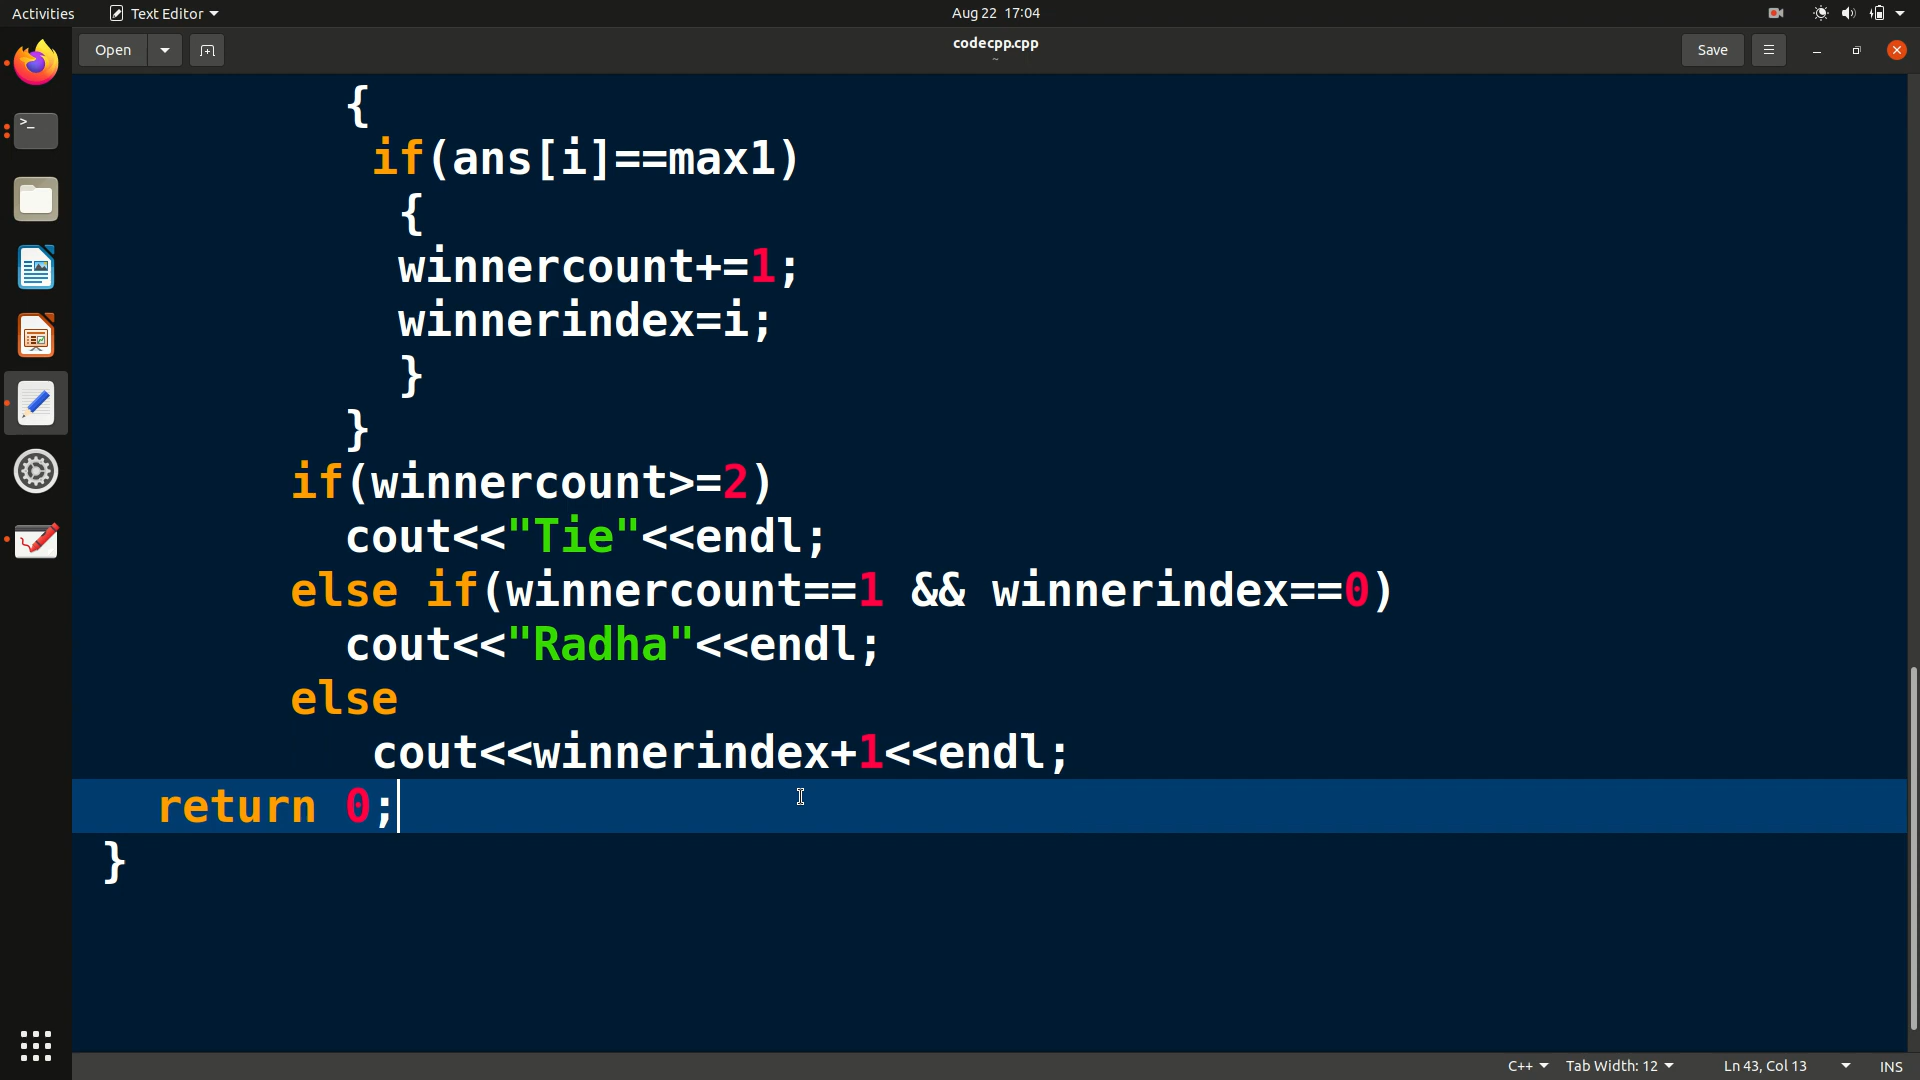 Activities Text Editor Aug 22 17:04
Open codecpp.cpp Save
~
{
if(ans[i]==max1)
{
winnercount+=1;
winnerindex=i;
}
}
if(winnercount>=2)
cout<<"Tie"<<endl;
else if(winnercount==1 && winnerindex==0)
cout<<"Radha"<<endl;
else
cout<<winnerindex+1<<endl;
return 0;
}
C++ Tab Width: 12 Ln 43, Col 13 INS